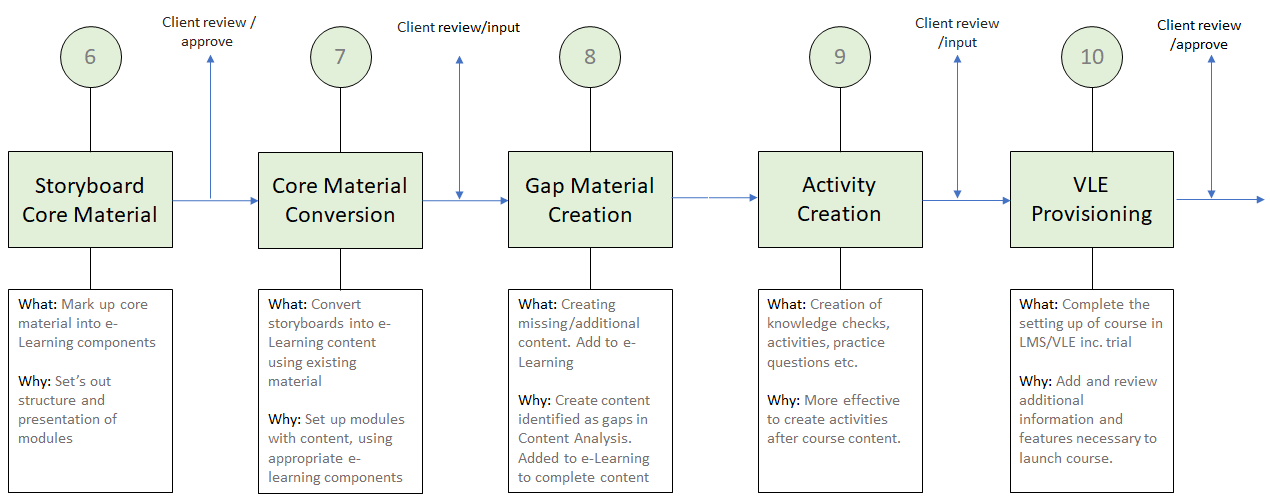 6
Client review /
approve
7
Client review/input
8
9
Client review
/input
10
Client review
/approve
Storyboard
Core Material
Core Material
Conversion
Gap Material
Creation
Activity
Creation
VLE
Provisioning
What: Mark up core
material into e-
Learning components
Why: Set's out
structure and
presentation of
modules
What: Convert
storyboards into e-
Learning content
using existing
material
Why: Set up modules
with content, using
appropriate e-
learning components
What: Creating
missing/additional
content. Add to e-
Learning
Why: Create content
identified as gaps in
Content Analysis.
Added to e-Learning
to complete content
What: Creation of
knowledge checks,
activities, practice
questions etc.
Why: More effective
to create activities
after course content.
What: Complete the
setting up of course in
LMS/VLE inc. trial
Why: Add and review
additional
information and
features necessary to
launch course.